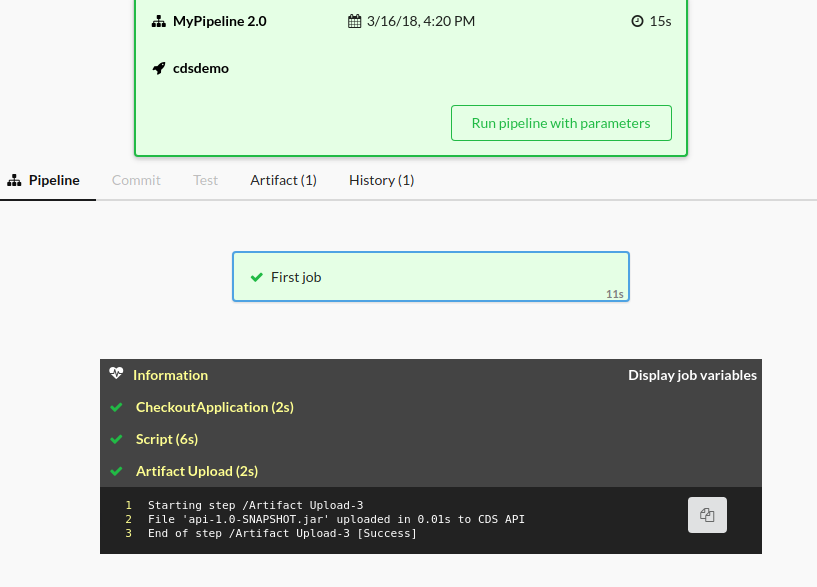 MyPipeline 2.0 3/16/18, 4:20 PM 15s
cdsdemo
Run pipeline with parameters
Pipeline Commit Test Artifact (1) History (1)
First job
11s
Information Display job variables
CheckoutApplication (2s)
Script (6s)
Artifact Upload (2s)
1 Starting step /Artifact Upload-3
2 File 'api-1.0-SNAPSHOT.jar' uploaded in 0.01s to CDS API
3 End of step /Artifact Upload-3 [Success]